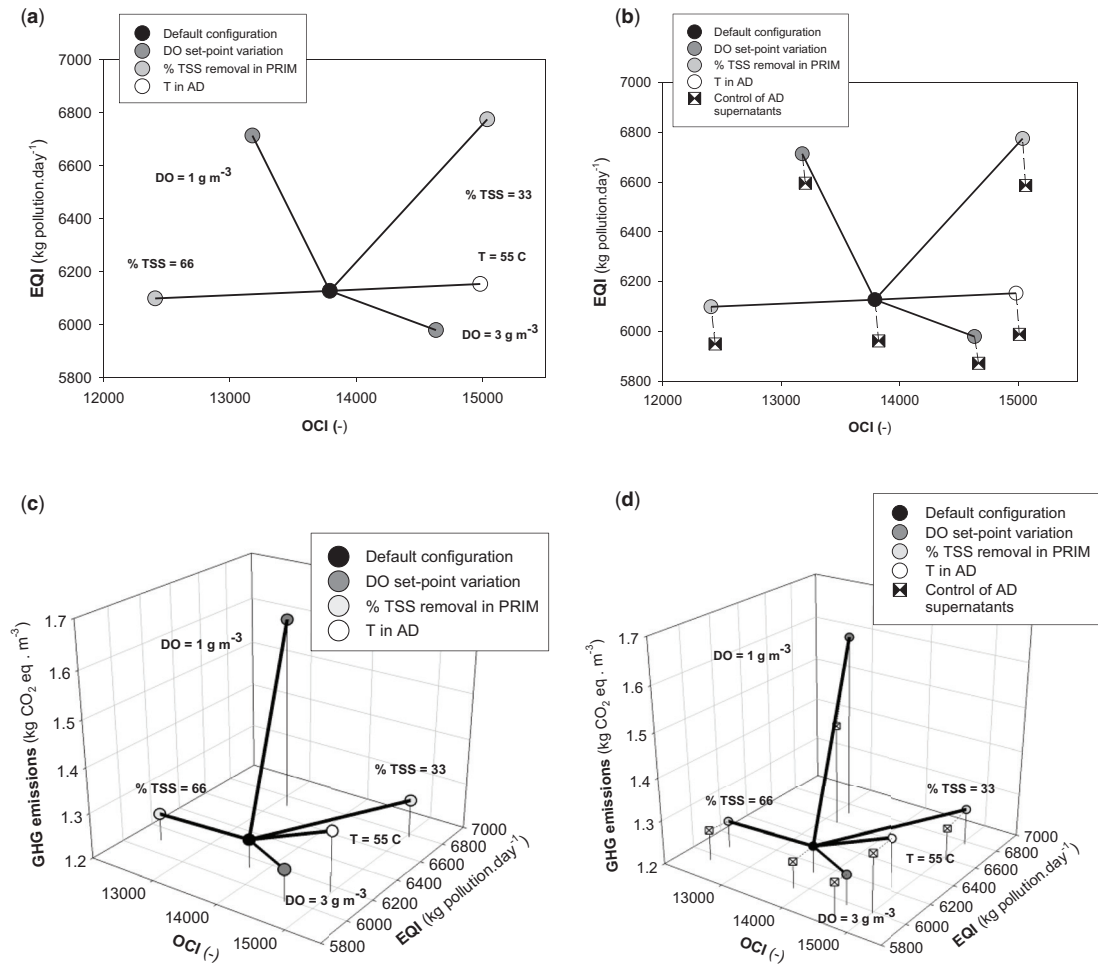 (a)
Default configuration
DO set-point variation
% TSS removal in PRIM
T in AD
7000
6800
6600
6400
6200
6000
5800
EQI (kg pollution.day⁻¹)
DO = 1 g m⁻³
% TSS = 33
% TSS = 66
T = 55 C
DO = 3 g m⁻³
12000 13000 14000 15000
OCI (-)
(b)
Default configuration
DO set-point variation
% TSS removal in PRIM
T in AD
Control of AD
supernatants
7000
6800
6600
6400
6200
6000
5800
EQI (kg pollution.day⁻¹)
12000 13000 14000 15000
OCI (-)
(c)
Default configuration
DO set-point variation
% TSS removal in PRIM
T in AD
1.7
1.6
1.5
1.4
1.3
1.2
GHG emissions (kg CO₂ eq . m⁻³)
DO = 1 g m⁻³
% TSS = 66
% TSS = 33
T = 55 C
DO = 3 g m⁻³
13000
14000
15000
OCI (-)
7000
6800
6600
6400
6200
6000
5800
EQI (kg pollution.day⁻¹)
(d)
Default configuration
DO set-point variation
% TSS removal in PRIM
T in AD
Control of AD
supernatants
1.7
1.6
1.5
1.4
1.3
1.2
GHG emissions (kg CO₂ eq . m⁻³)
DO = 1 g m⁻³
% TSS = 66
% TSS = 33
T = 55 C
DO = 3 g m⁻³
13000
14000
15000
OCI (-)
7000
6800
6600
6400
6200
6000
5800
EQI (kg pollution.day⁻¹)